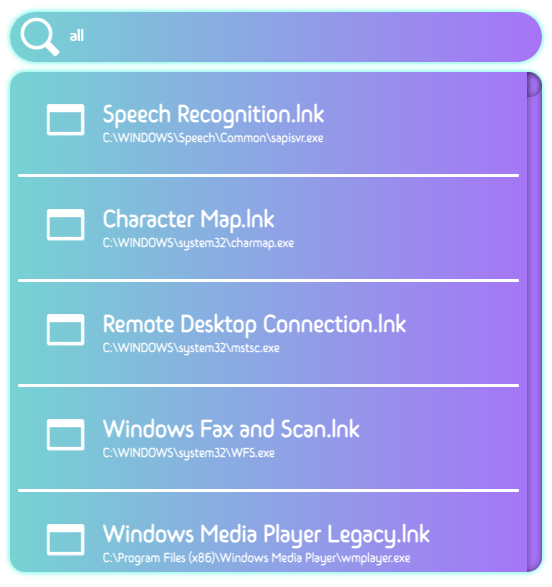 all
Speech Recognition.lnk
C:\WINDOWS\Speech\Common\sapisvr.exe
Character Map.lnk
C:\WINDOWS\system32\charmap.exe
Remote Desktop Connection.lnk
C:\WINDOWS\system32\mstsc.exe
Windows Fax and Scan.lnk
C:\WINDOWS\system32\WFS.exe
Windows Media Player Legacy.lnk
C:\Program Files (x86)\Windows Media Player\wmplayer.exe